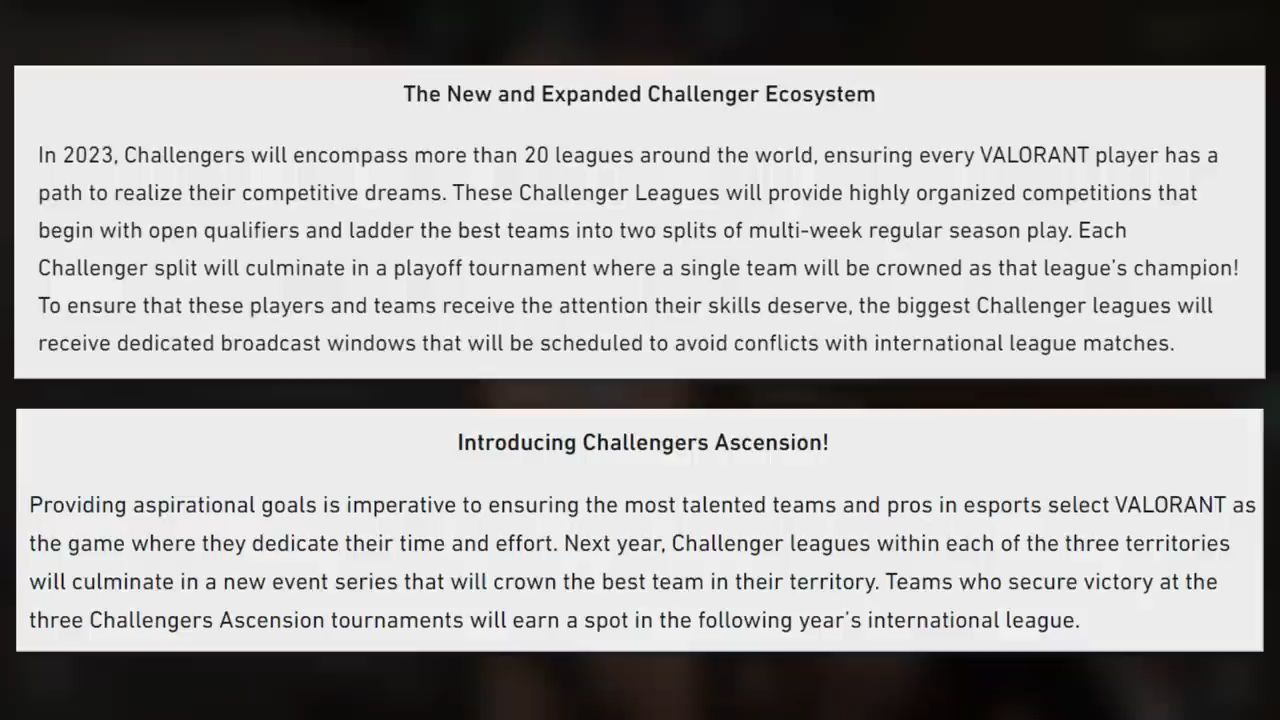 The New and Expanded Challenger Ecosystem
In 2023, Challengers will encompass more than 20 leagues around the world, ensuring every VALORANT player has a
path to realize their competitive dreams. These Challenger Leagues will provide highly organized competitions that
begin with open qualifiers and ladder the best teams into two splits of multi-week regular season play. Each
Challenger split will culminate in a playoff tournament where a single team will be crowned as that league's champion!
To ensure that these players and teams receive the attention their skills deserve, the biggest Challenger leagues will
receive dedicated broadcast windows that will be scheduled to avoid conflicts with international league matches.
Introducing Challengers Ascension!
Providing aspirational goals is imperative to ensuring the most talented teams and pros in esports select VALORANT as
the game where they dedicate their time and effort. Next year, Challenger leagues within each of the three territories
will culminate in a new event series that will crown the best team in their territory. Teams who secure victory at the
three Challengers Ascension tournaments will earn a spot in the following year's international league.